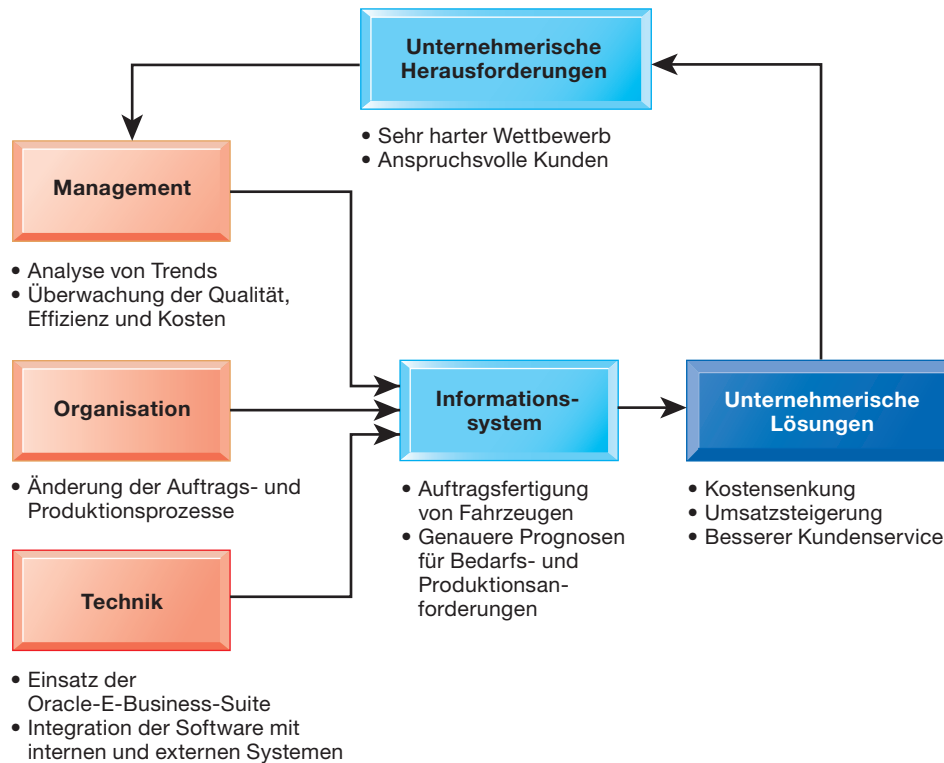 Unternehmerische
Herausforderungen
• Sehr harter Wettbewerb
• Anspruchsvolle Kunden
Management
• Analyse von Trends
• Überwachung der Qualität,
Effizienz und Kosten
Organisation
• Änderung der Auftrags- und
Produktionsprozesse
Technik
• Einsatz der
Oracle-E-Business-Suite
• Integration der Software mit
internen und externen Systemen
Informations-
system
• Auftragsfertigung
von Fahrzeugen
• Genauere Prognosen
für Bedarfs- und
Produktionsan-
forderungen
Unternehmerische
Lösungen
• Kostensenkung
• Umsatzsteigerung
• Besserer Kundenservice